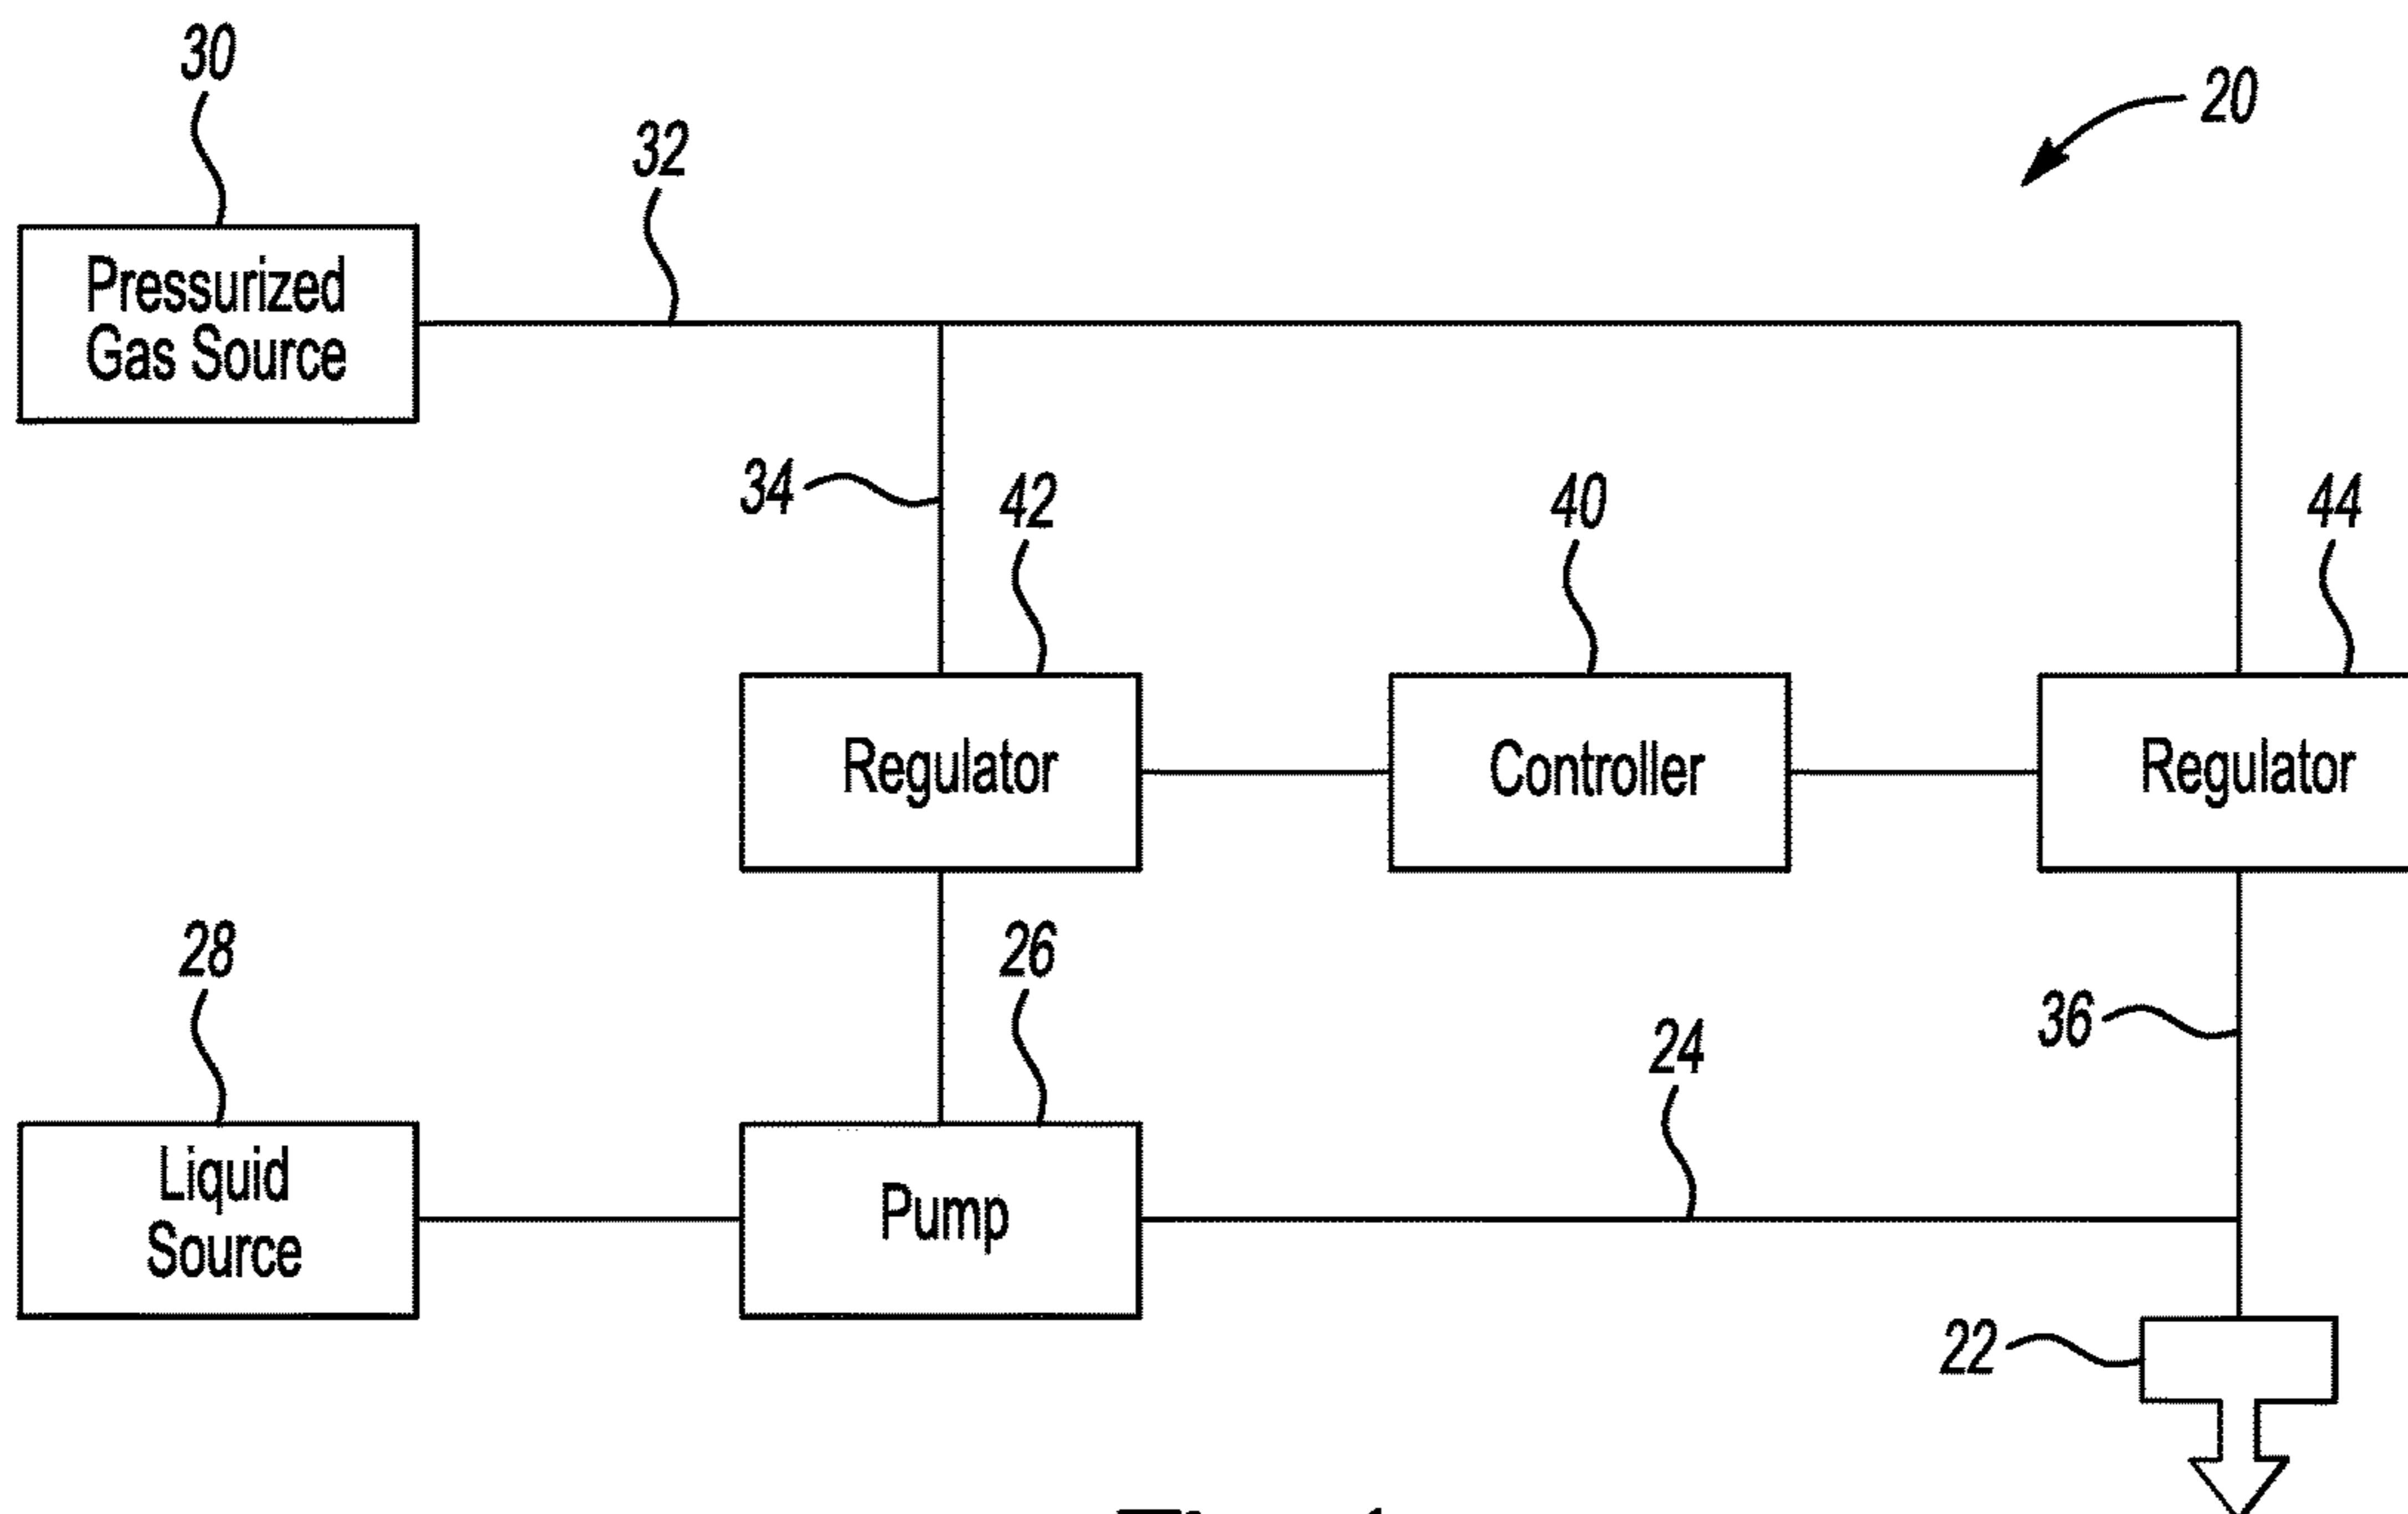 30
20
32
Pressurized
Gas Source
34
42
40
44
Regulator
Controller
Regulator
28
26
24
36
Liquid
Source
Pump
22